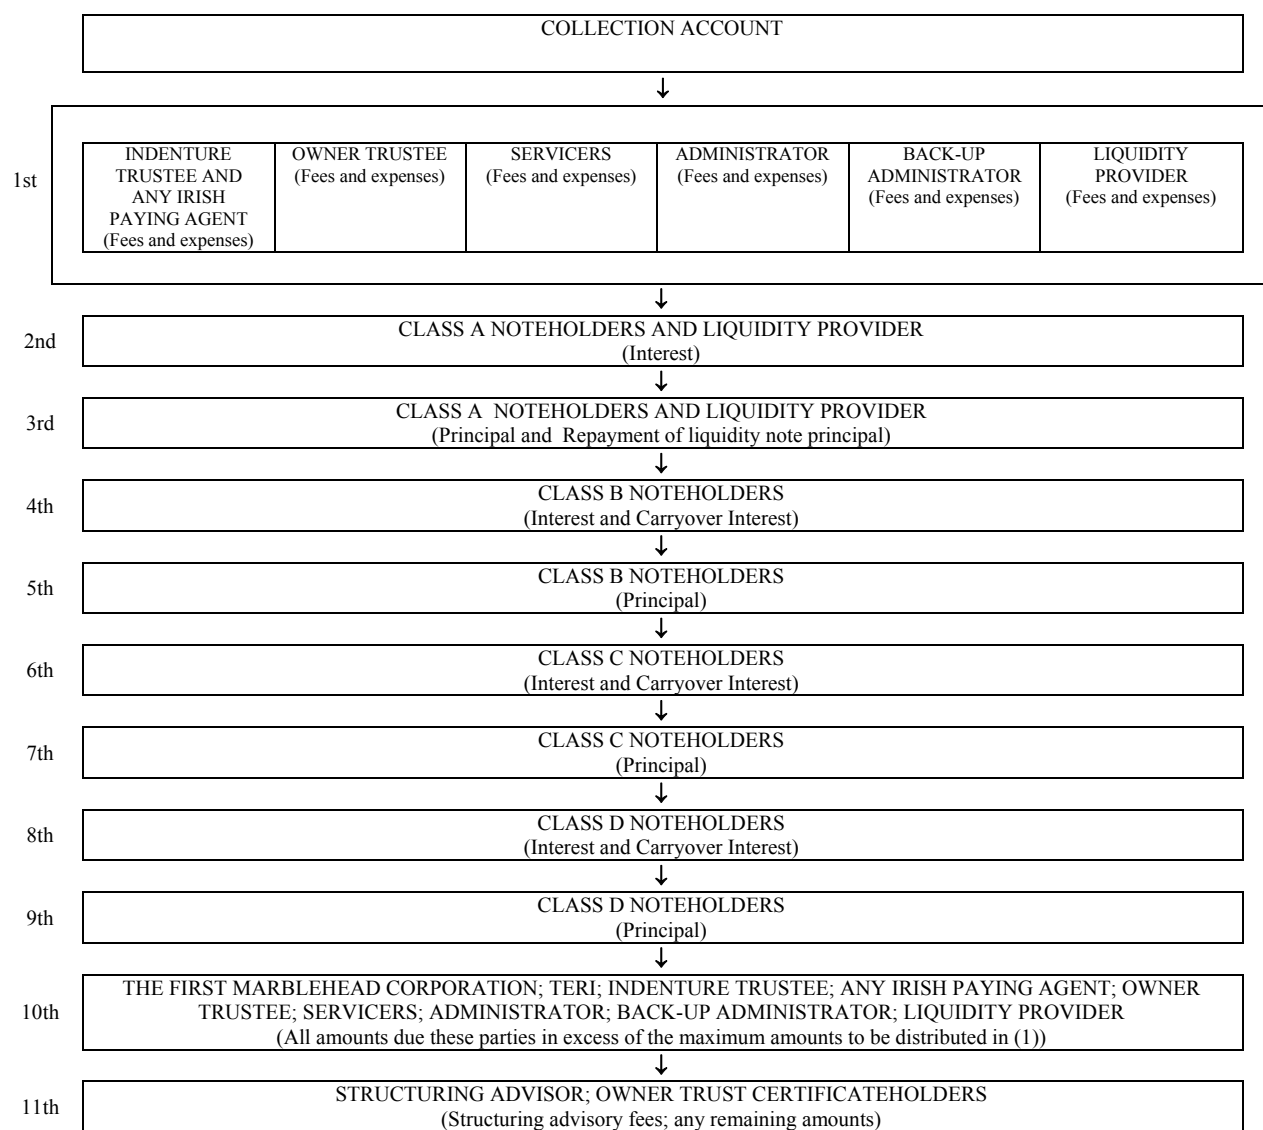 COLLECTION ACCOUNT
↓
1st
INDENTURE
TRUSTEE AND
ANY IRISH
PAYING AGENT
(Fees and expenses)
OWNER TRUSTEE
(Fees and expenses)
SERVICERS
(Fees and expenses)
ADMINISTRATOR
(Fees and expenses)
BACK-UP
ADMINISTRATOR
(Fees and expenses)
LIQUIDITY
PROVIDER
(Fees and expenses)
↓
2nd
CLASS A NOTEHOLDERS AND LIQUIDITY PROVIDER
(Interest)
↓
3rd
CLASS A NOTEHOLDERS AND LIQUIDITY PROVIDER
(Principal and Repayment of liquidity note principal)
↓
4th
CLASS B NOTEHOLDERS
(Interest and Carryover Interest)
↓
5th
CLASS B NOTEHOLDERS
(Principal)
↓
6th
CLASS C NOTEHOLDERS
(Interest and Carryover Interest)
↓
7th
CLASS C NOTEHOLDERS
(Principal)
↓
8th
CLASS D NOTEHOLDERS
(Interest and Carryover Interest)
↓
9th
CLASS D NOTEHOLDERS
(Principal)
↓
10th
THE FIRST MARBLEHEAD CORPORATION; TERI; INDENTURE TRUSTEE; ANY IRISH PAYING AGENT; OWNER
TRUSTEE; SERVICERS; ADMINISTRATOR; BACK-UP ADMINISTRATOR; LIQUIDITY PROVIDER
(All amounts due these parties in excess of the maximum amounts to be distributed in (1))
↓
11th
STRUCTURING ADVISOR; OWNER TRUST CERTIFICATEHOLDERS
(Structuring advisory fees; any remaining amounts)